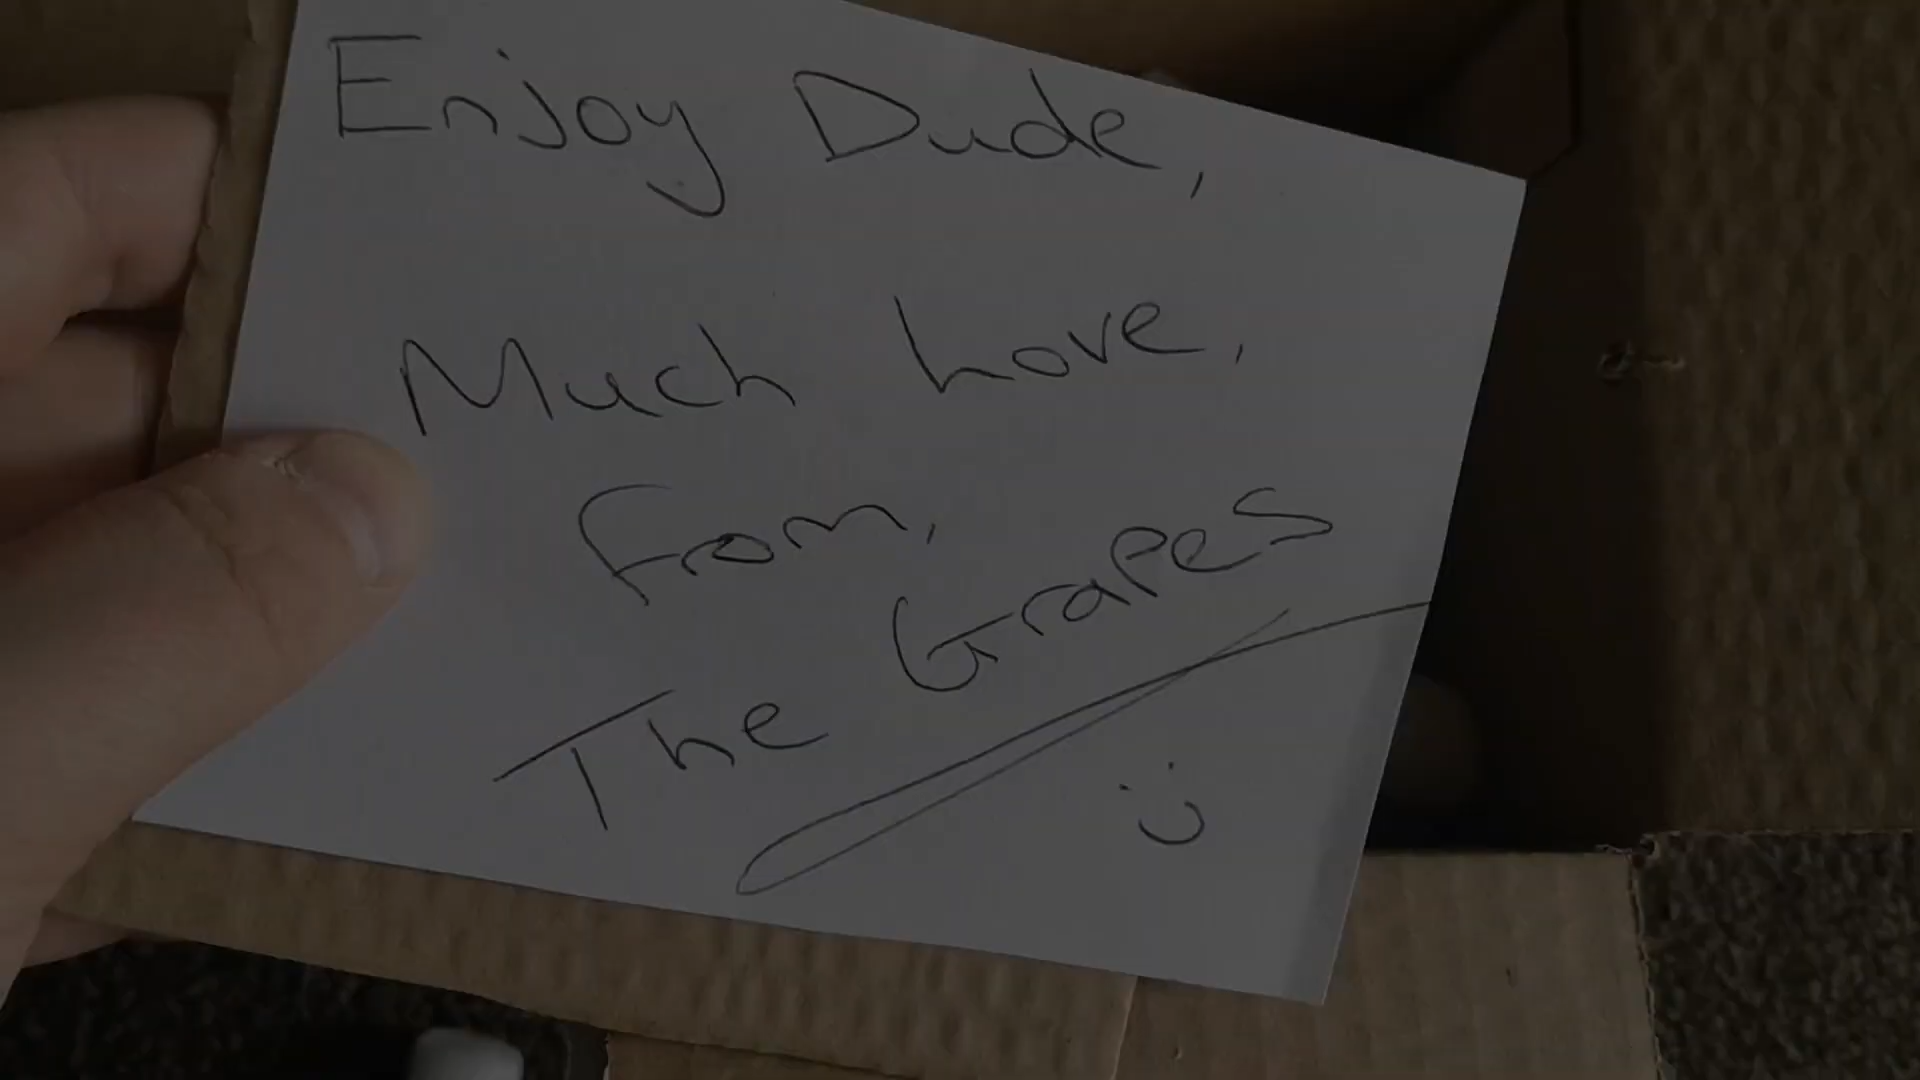 Enjoy Dude,
Much Love,
From,
The Grapes
:)